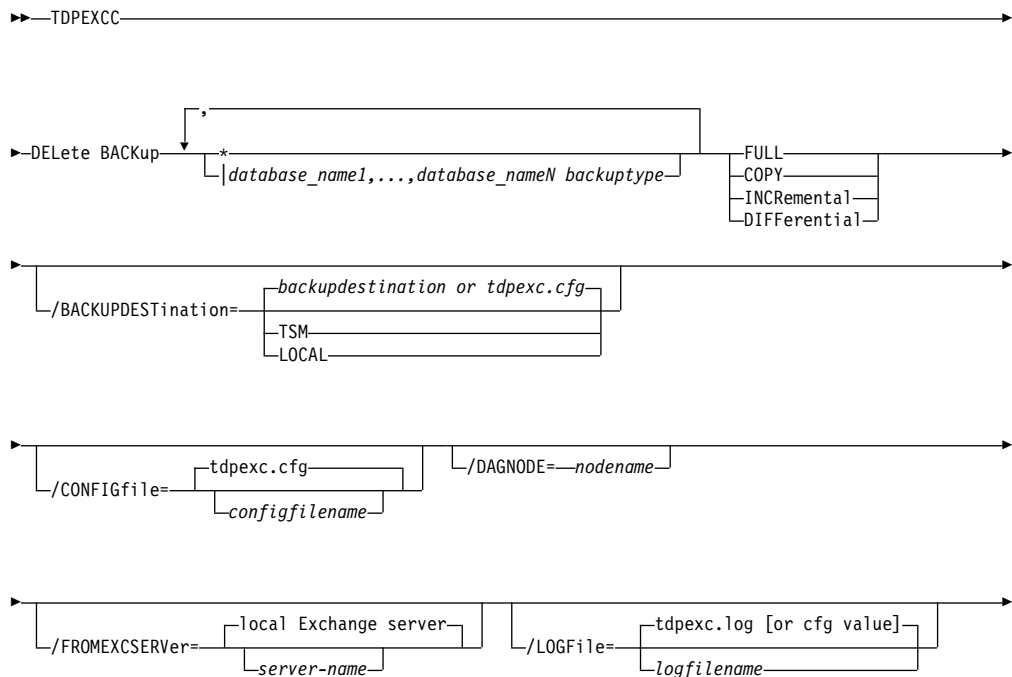 TDPEXCC
,
DELete BACKup * FULL
|database_name1,...,database_nameN backuptype COPY
INCRemental
DIFFerential
backupdestination or tdpexc.cfg
/BACKUPDESTination=
TSM
LOCAL
tdpexc.cfg /DAGNODE= nodename
/CONFIGfile=
configfilename
local Exchange server tdpexc.log [or cfg value]
/FROMEXCSERVer= /LOGFile=
server-name logfilename